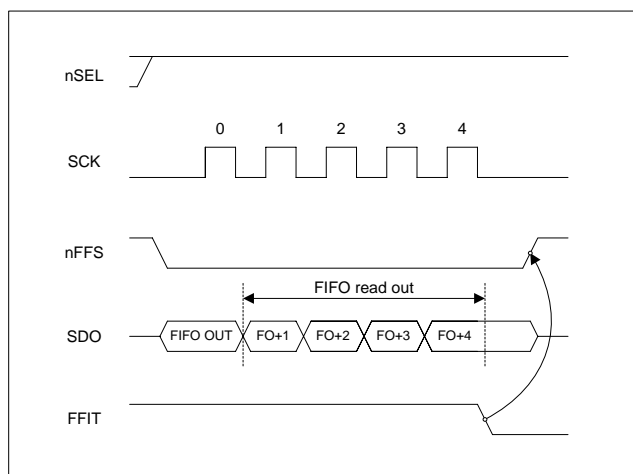 nSEL
0 1 2 3 4
SCK
nFFS
FIFO read out
SDO FIFO OUT FO+1 FO+2 FO+3 FO+4
FFIT